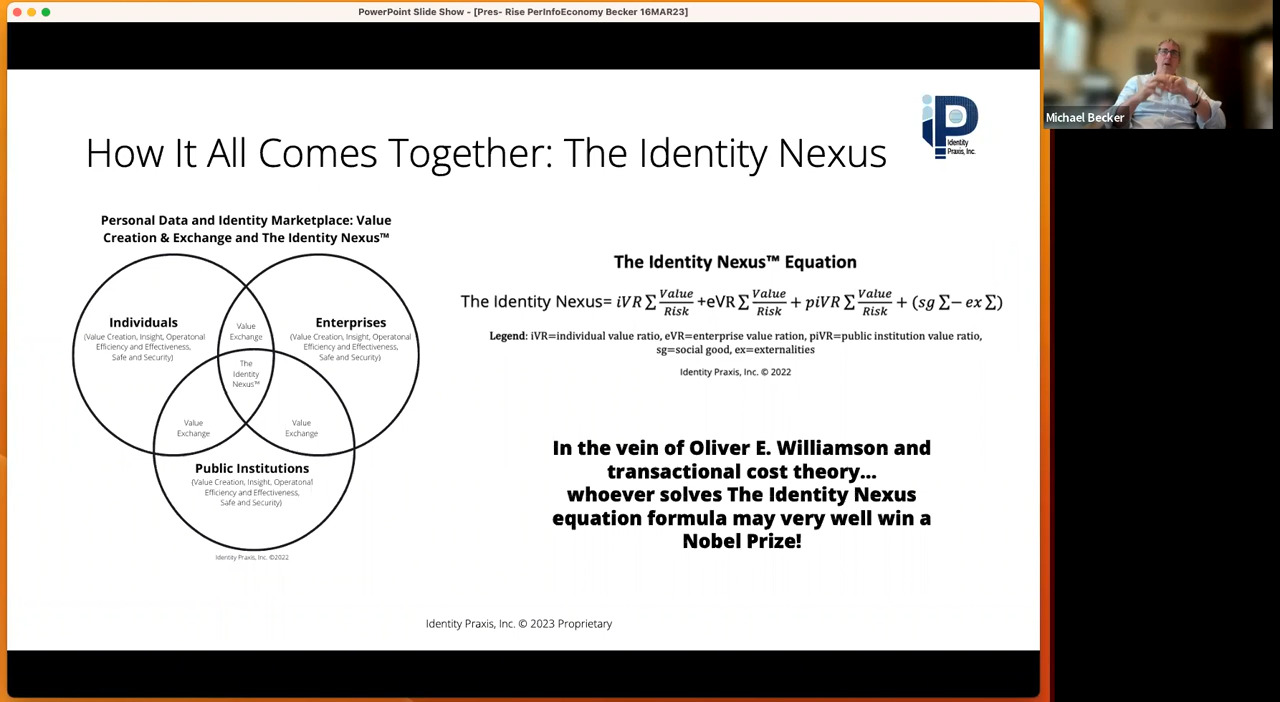 PowerPoint Slide Show - [Pres- Rise PerInfoEconomy Becker 16MAR23]
Michael Becker
Identity
Praxis, Inc.
How It All Comes Together: The Identity Nexus
Personal Data and Identity Marketplace: Value
Creation & Exchange and The Identity Nexus™
Individuals
(Value Creation, Insight, Operatonal
Efficiency and Effectiveness,
Safe and Security)
Value
Exchange
Enterprises
(Value Creation, Insight, Operatonal
Efficiency and Effectiveness,
Safe and Security)
The
Identity
Nexus™
Value
Exchange
Value
Exchange
Public Institutions
(Value Creation, Insight, Operatonal
Efficiency and Effectiveness,
Safe and Security)
Identity Praxis, Inc. ©2022
The Identity Nexus™ Equation
The Identity Nexus= iVR ∑ Value/Risk +eVR ∑ Value/Risk + piVR ∑ Value/Risk + (sg ∑− ex ∑)
Legend: iVR=individual value ratio, eVR=enterprise value ration, piVR=public institution value ratio,
sg=social good, ex=externalities
Identity Praxis, Inc. © 2022
In the vein of Oliver E. Williamson and
transactional cost theory...
whoever solves The Identity Nexus
equation formula may very well win a
Nobel Prize!
Identity Praxis, Inc. © 2023 Proprietary